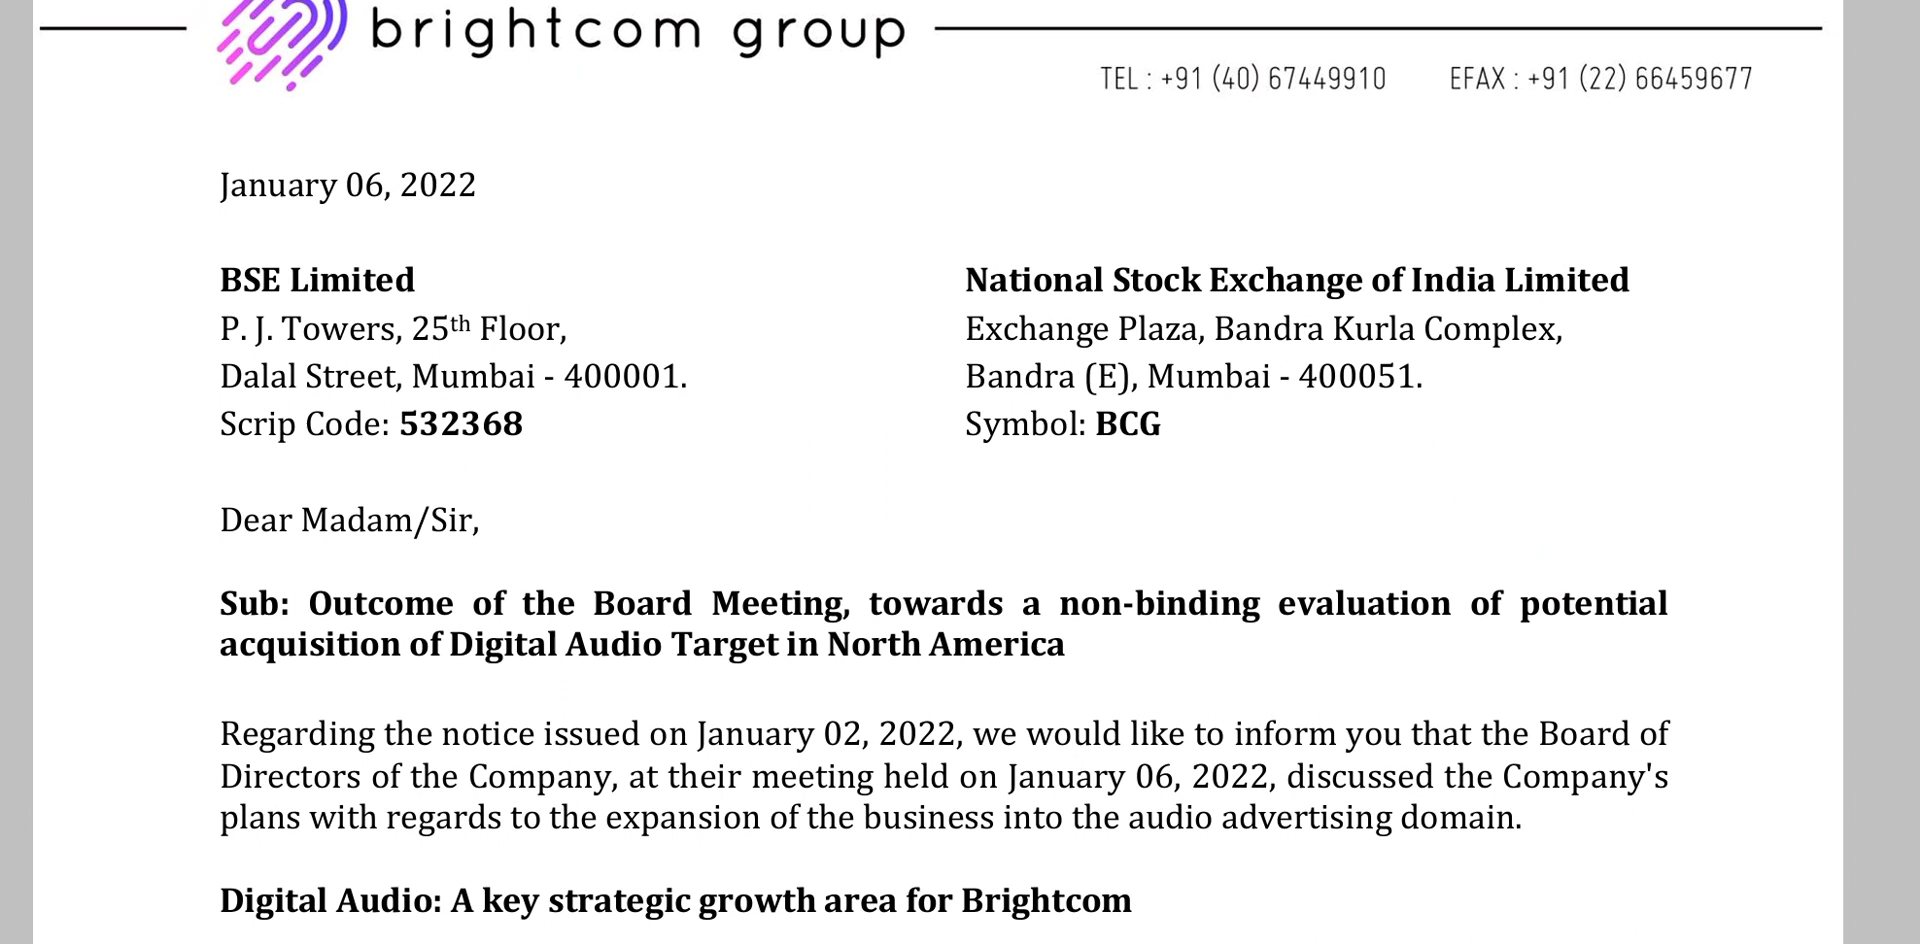 brightcom group
TEL : +91 (40) 67449910 EFAX : +91 (22) 66459677
January 06, 2022
BSE Limited
P. J. Towers, 25th Floor,
Dalal Street, Mumbai - 400001.
Scrip Code: 532368
National Stock Exchange of India Limited
Exchange Plaza, Bandra Kurla Complex,
Bandra (E), Mumbai - 400051.
Symbol: BCG
Dear Madam/Sir,
Sub: Outcome of the Board Meeting, towards a non-binding evaluation of potential
acquisition of Digital Audio Target in North America
Regarding the notice issued on January 02, 2022, we would like to inform you that the Board of
Directors of the Company, at their meeting held on January 06, 2022, discussed the Company's
plans with regards to the expansion of the business into the audio advertising domain.
Digital Audio: A key strategic growth area for Brightcom